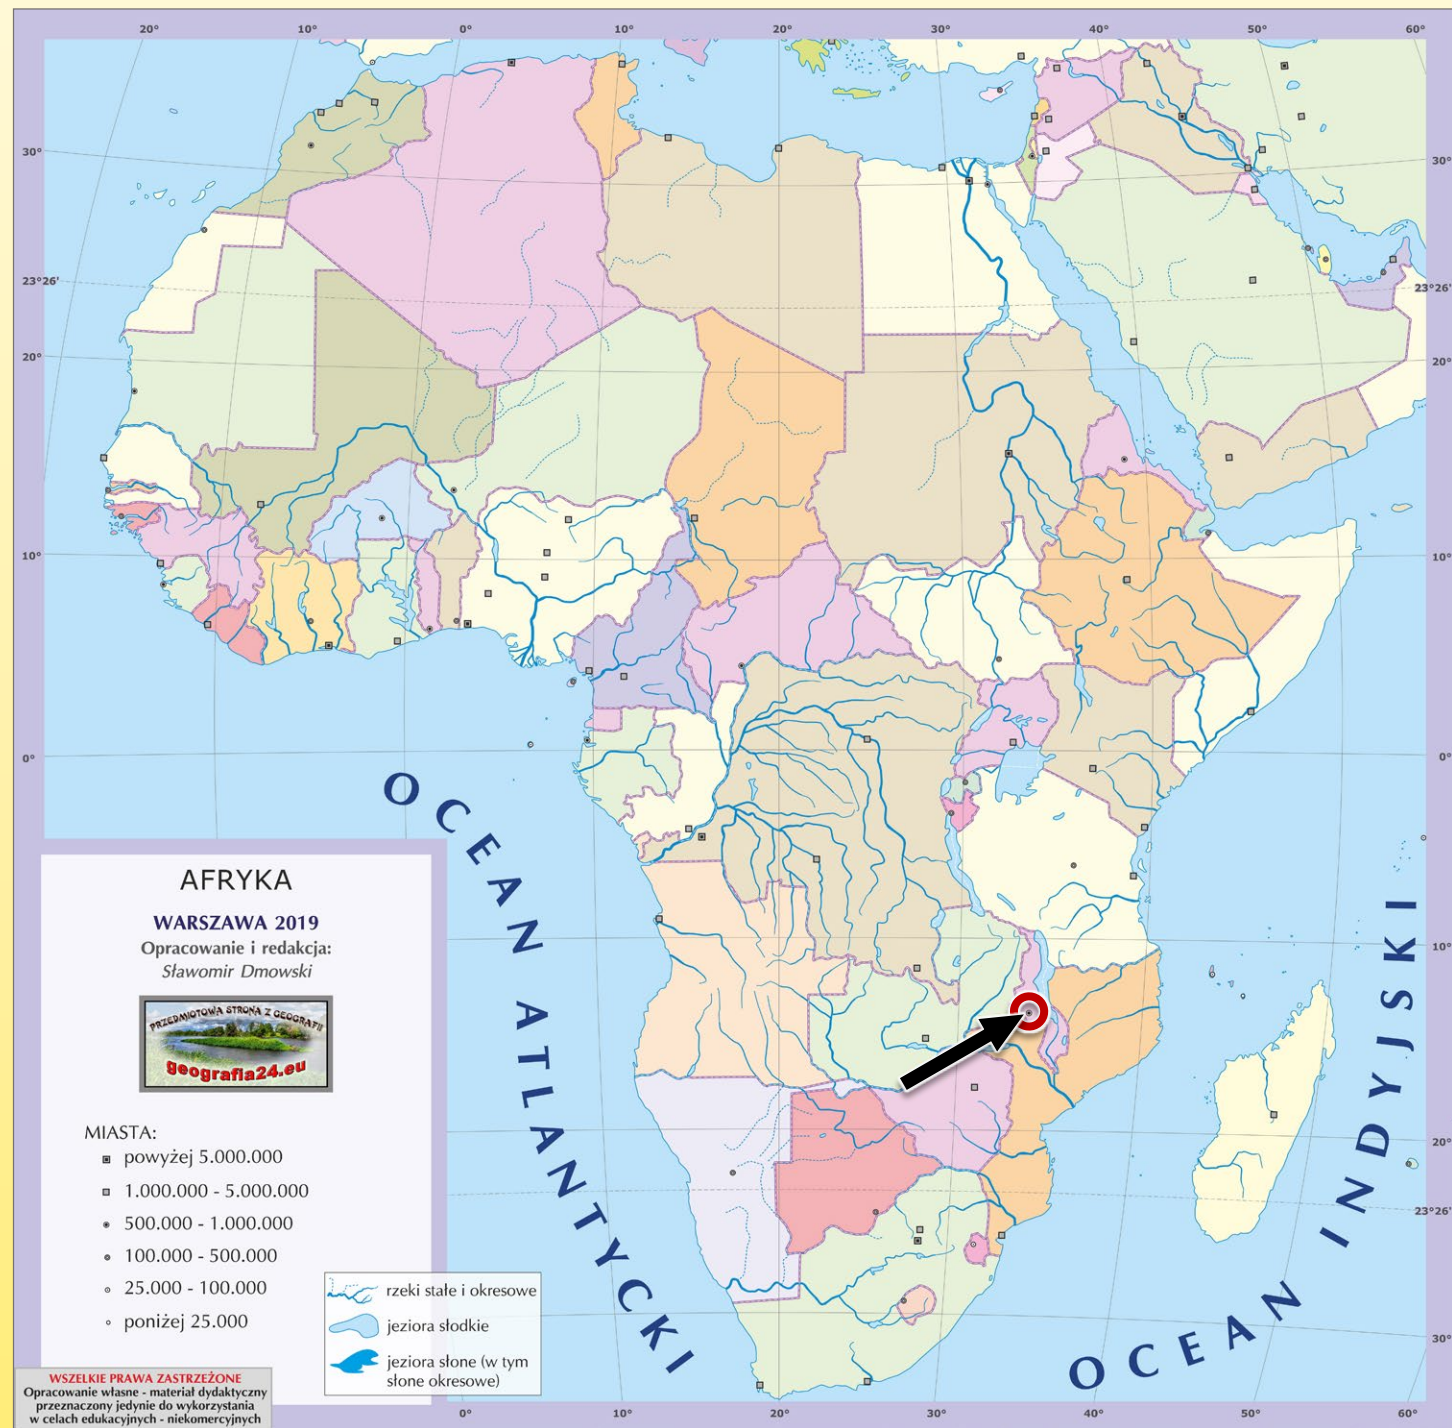 20° 10° 0° 10° 20° 30° 40° 50° 60°
30° 30°
23°26' 23°26'
20° 20°
10° 10°
0° 0°
10°
20°
23°26'
30°
OCEAN ATLANTYCKI
OCEAN INDYJSKI
AFRYKA
WARSZAWA 2019
Opracowanie i redakcja:
Sławomir Dmowski
PRZEDMIOTOWA STRONA Z GEOGRAFII
geografia24.eu
MIASTA:
powyżej 5.000.000
1.000.000 - 5.000.000
500.000 - 1.000.000
100.000 - 500.000
25.000 - 100.000
poniżej 25.000
rzeki stałe i okresowe
jeziora słodkie
jeziora słone (w tym
słone okresowe)
WSZELKIE PRAWA ZASTRZEŻONE
Opracowanie własne - materiał dydaktyczny
przeznaczony jedynie do wykorzystania
w celach edukacyjnych - niekomercyjnych
0° 10° 20° 30° 40° 50° 60°